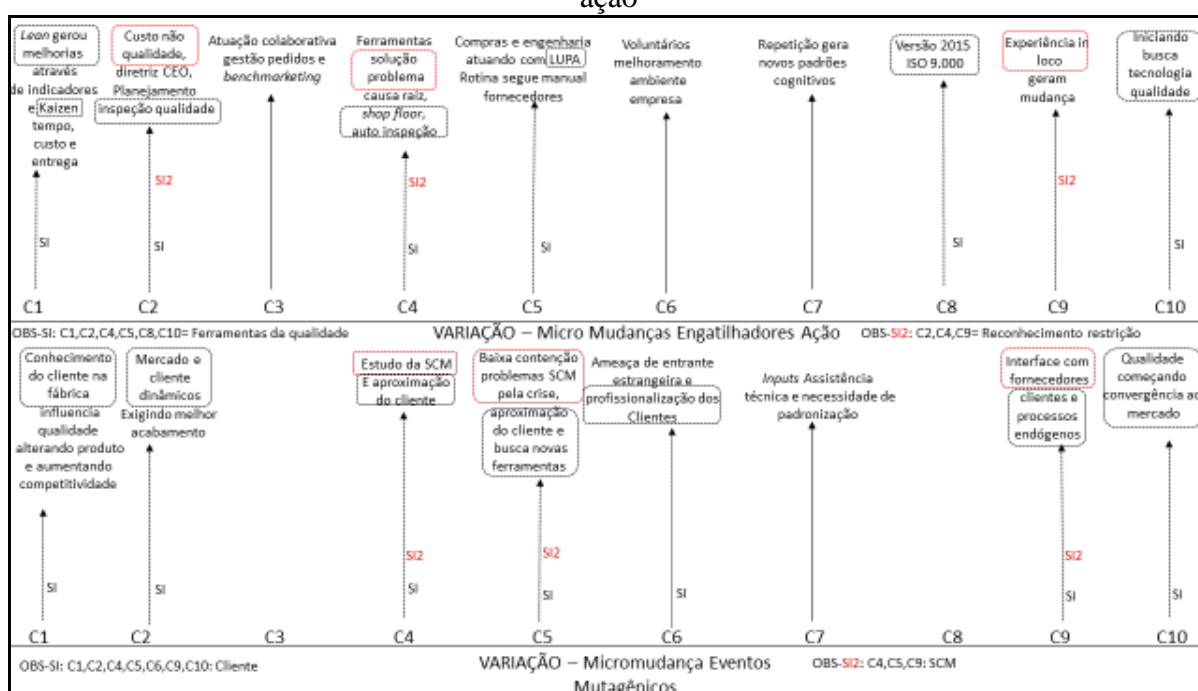 ação
Lean gerou
melhorias
através
de indicadores
e Kaizen
tempo,
custo e
entrega
Custo não
qualidade,
diretriz CEO,
Planejamento
inspeção qualidade
Atuação colaborativa
gestão pedidos e
benchmarketing
Ferramentas
solução
problema
causa raiz,
shop floor,
auto inspeção
Compras e engenharia
atuando com LUPA
Rotina segue manual
fornecedores
Voluntários
melhoramento
ambiente
empresa
Repetição gera
novos padrões
cognitivos
Versão 2015
ISO 9.000
Experiência in
loco
geram
mudança
Iniciando
busca
tecnologia
qualidade
SI2
SI2
SI2
SI
SI
SI
SI
SI
SI
C1 C2 C3 C4 C5 C6 C7 C8 C9 C10
OBS-SI: C1,C2,C4,C5,C8,C10= Ferramentas da qualidade
VARIAÇÃO – Micro Mudanças Engatilhadores Ação
OBS-SI2: C2,C4,C9= Reconhecimento restrição
Conhecimento
do cliente na
fábrica
influencia
qualidade
alterando produto
e aumentando
competitividade
Mercado e
cliente
dinâmicos
Exigindo melhor
acabamento
Estudo da SCM
E aproximação
do cliente
Baixa contenção
problemas SCM
pela crise,
aproximação
do cliente e
busca novas
ferramentas
Ameaça de entrante
estrangeira e
profissionalização dos
Clientes
Inputs Assistência
técnica e necessidade de
padronização
Interface com
fornecedores
clientes e
processos
endógenos
Qualidade
começando
convergência ao
mercado
SI2
SI2
SI2
SI
SI
SI
SI
SI
SI
SI
C1 C2 C3 C4 C5 C6 C7 C8 C9 C10
OBS-SI: C1,C2,C4,C5,C6,C9,C10: Cliente
VARIAÇÃO – Micromudança Eventos
Mutagênicos
OBS-SI2: C4,C5,C9: SCM